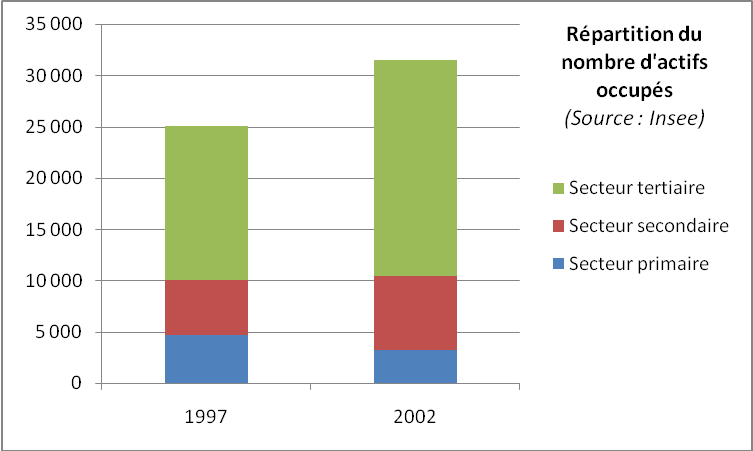 35 000
30 000
25 000
20 000
15 000
10 000
5 000
0
1997
2002
Répartition du
nombre d'actifs
occupés
(Source : Insee)
Secteur tertiaire
Secteur secondaire
Secteur primaire